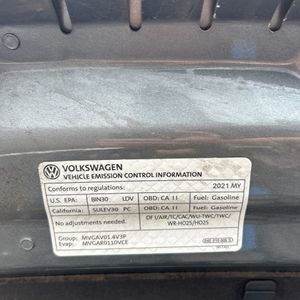 VOLKSWAGEN
VEHICLE EMISSION CONTROL INFORMATION
Conforms to regulations: 2021 MY
U.S. EPA: BIN30 LDV OBD: CA II Fuel: Gasoline
California: SULEV30 PC OBD: CA II Fuel: Gasoline
No adjustments needed. DFI/AIR/TC/CAC/WU-TWC/TWC/
WR-HO2S/HO2S
Group: MVGAV01.4V3P
Evap: MVGAR0110VCE